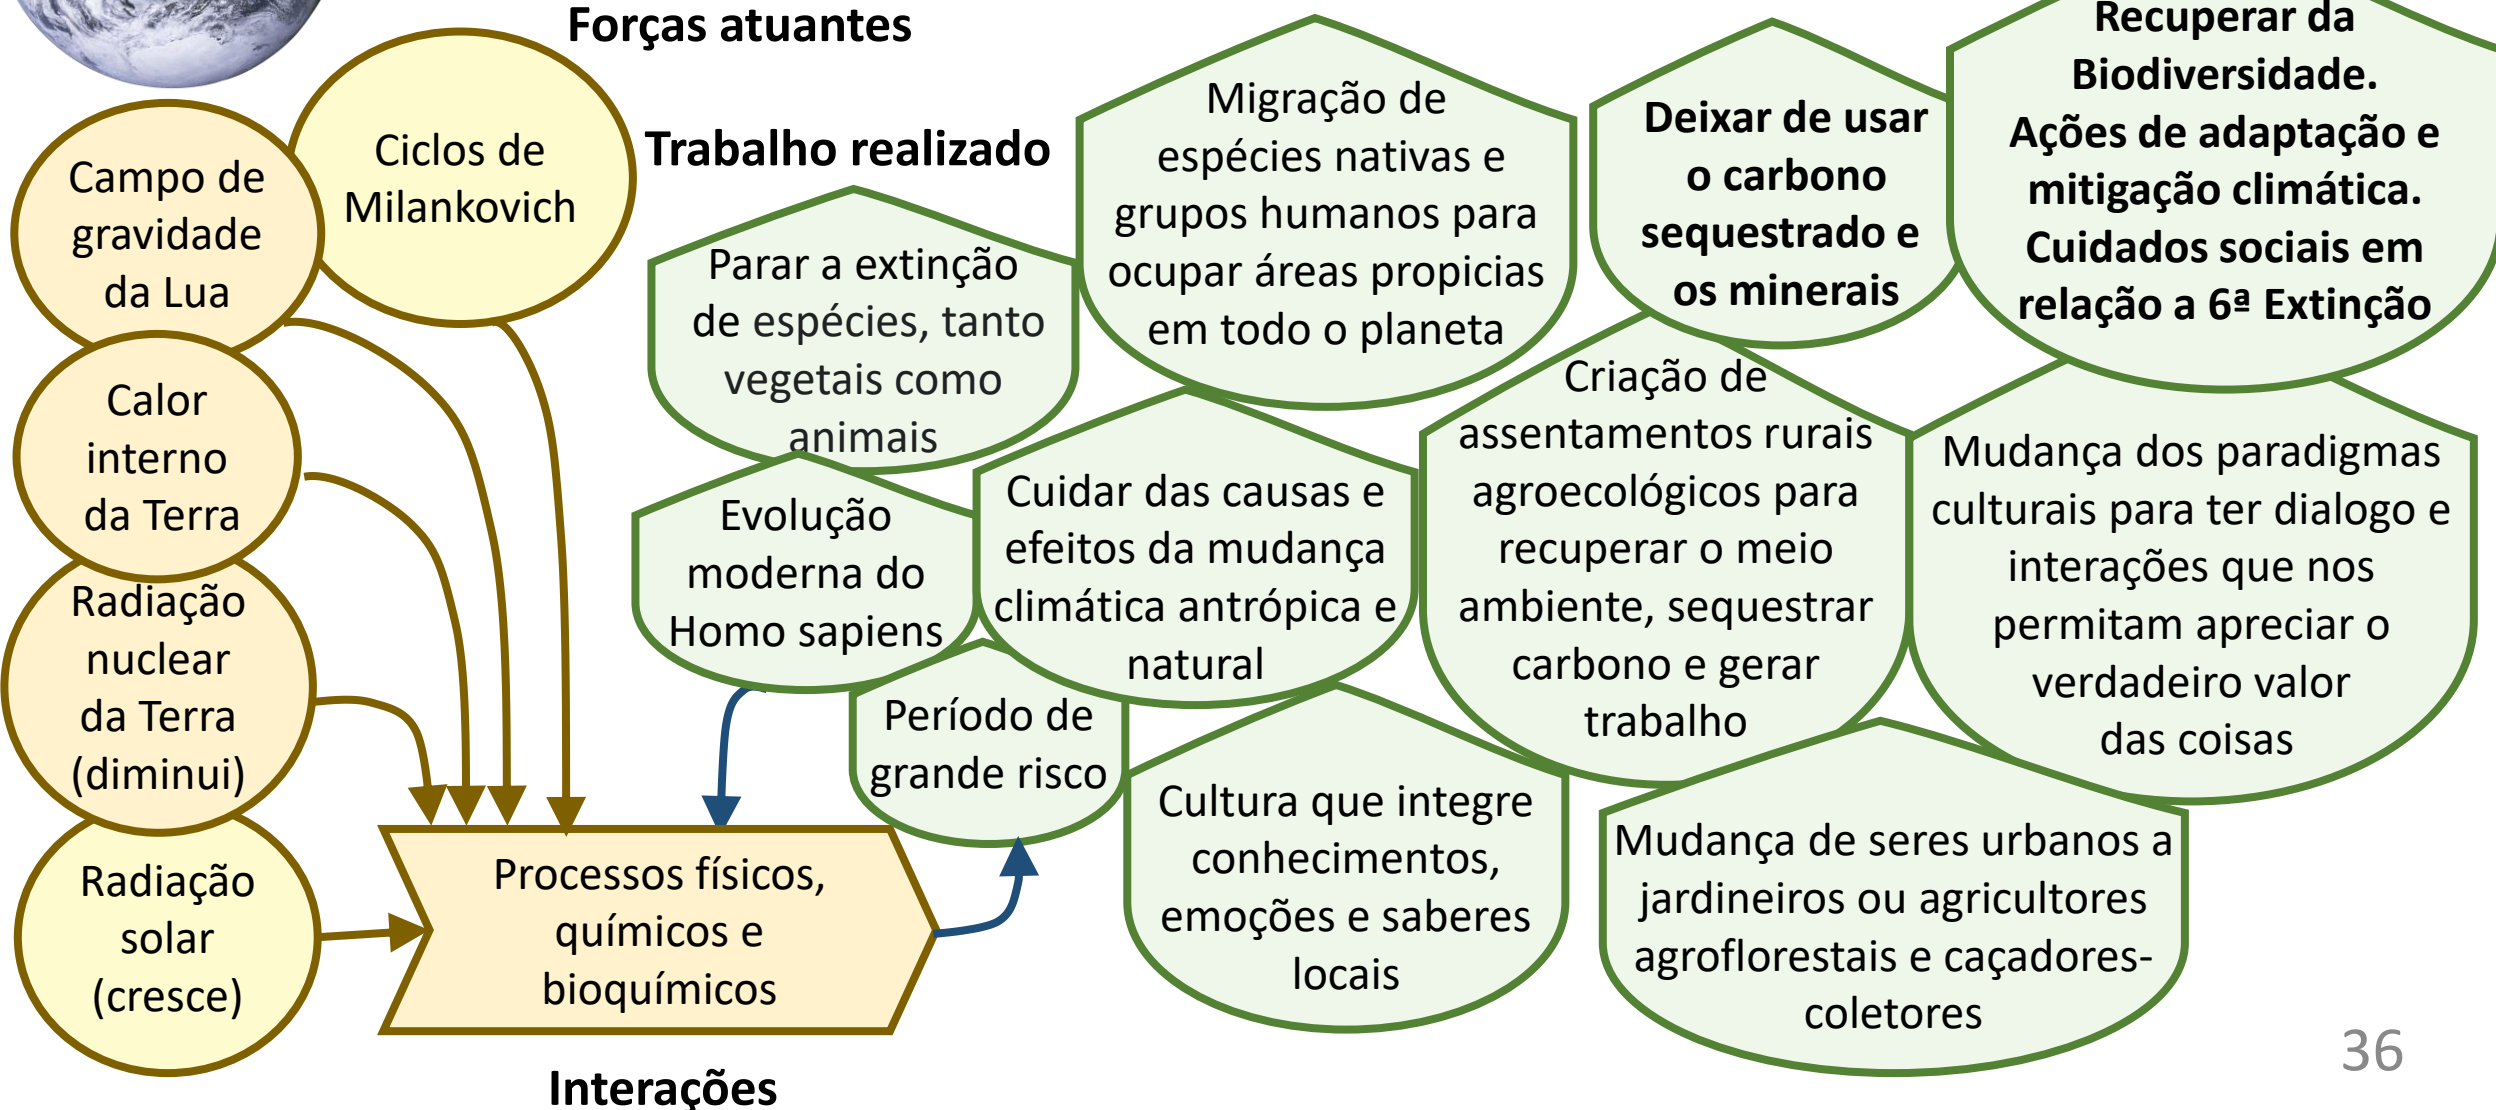 Forças atuantes
Trabalho realizado
Ciclos de
Milankovich
Campo de
gravidade
da Lua
Calor
interno
da Terra
Radiação
nuclear
da Terra
(diminui)
Radiação
solar
(cresce)
Processos físicos,
químicos e
bioquímicos
Interações
Parar a extinção
de espécies, tanto
vegetais como
animais
Evolução
moderna do
Homo sapiens
Período de
grande risco
Migração de
espécies nativas e
grupos humanos para
ocupar áreas propicias
em todo o planeta
Cuidar das causas e
efeitos da mudança
climática antrópica e
natural
Cultura que integre
conhecimentos,
emoções e saberes
locais
Deixar de usar
o carbono
sequestrado e
os minerais
Criação de
assentamentos rurais
agroecológicos para
recuperar o meio
ambiente, sequestrar
carbono e gerar
trabalho
Mudança de seres urbanos a
jardineiros ou agricultores
agroflorestais e caçadores-
coletores
Recuperar da
Biodiversidade.
Ações de adaptação e
mitigação climática.
Cuidados sociais em
relação a 6ª Extinção
Mudança dos paradigmas
culturais para ter dialogo e
interações que nos
permitam apreciar o
verdadeiro valor
das coisas
36